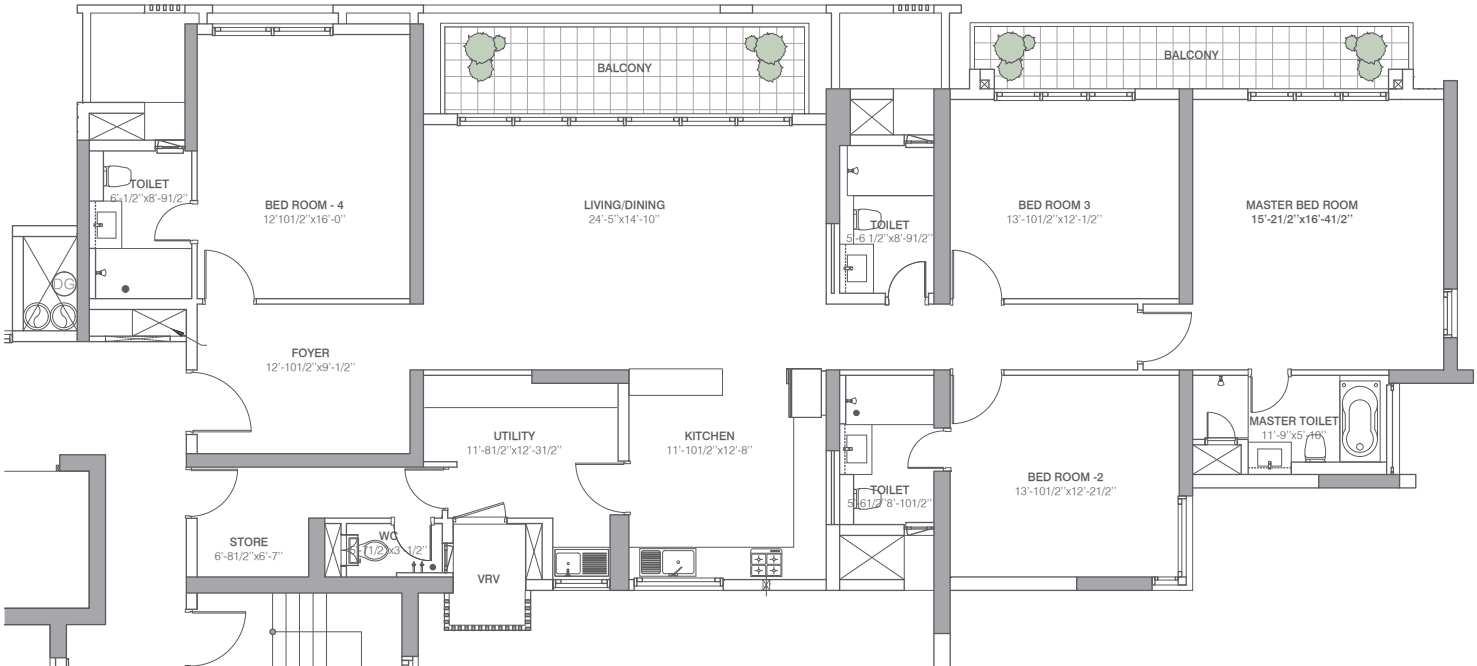 BALCONY
BALCONY
TOILET
6'-1/2''x8'-91/2''
BED ROOM - 4
12'101/2''x16'-0''
LIVING/DINING
24'-5''x14'-10''
TOILET
5'-6 1/2''x8'-91/2''
BED ROOM 3
13'-101/2''x12'-1/2''
MASTER BED ROOM
15'-21/2''x16'-41/2''
DG
FOYER
12'-101/2''x9'-1/2''
UTILITY
11'-81/2''x12'-31/2''
KITCHEN
11'-101/2''x12'-8''
MASTER TOILET
11'-9''x5'-10''
TOILET
5'-61/2''8'-101/2''
BED ROOM -2
13'-101/2''x12'-21/2''
STORE
6'-81/2''x6'-7''
WC
VRV